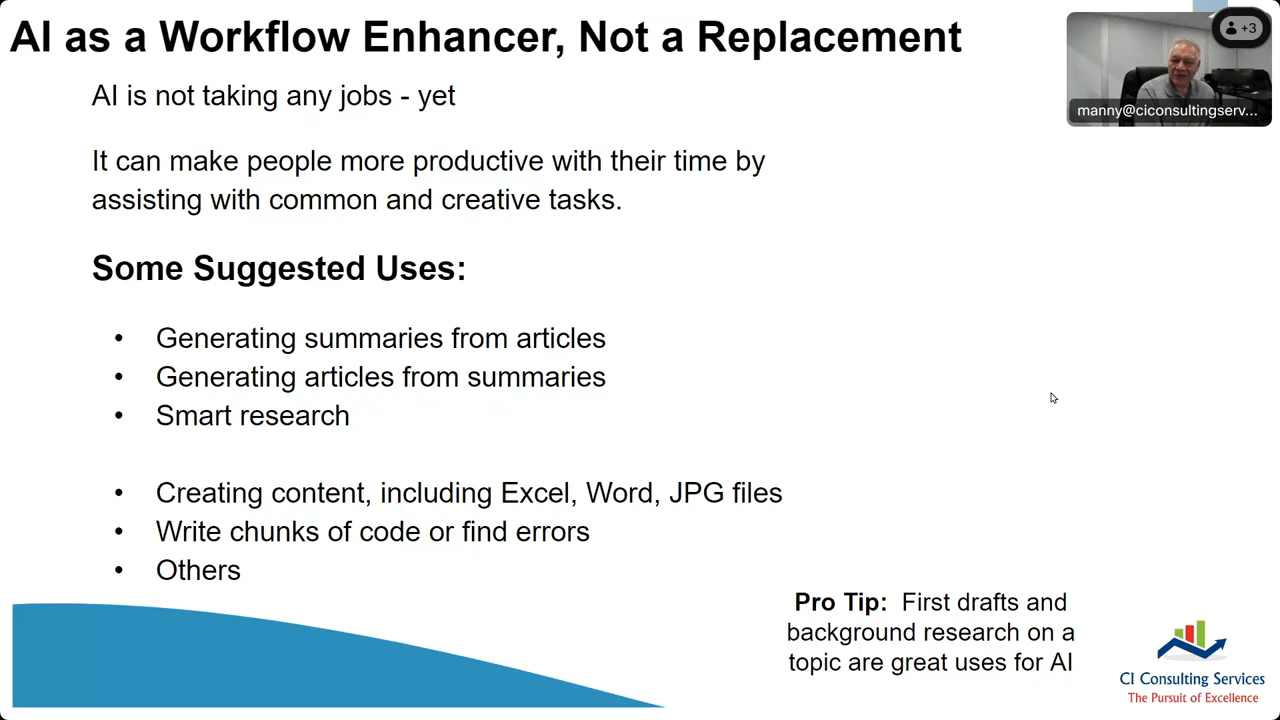 AI as a Workflow Enhancer, Not a Replacement
+3
manny@ciconsultingserv...
AI is not taking any jobs - yet
It can make people more productive with their time by
assisting with common and creative tasks.
Some Suggested Uses:
• Generating summaries from articles
• Generating articles from summaries
• Smart research
• Creating content, including Excel, Word, JPG files
• Write chunks of code or find errors
• Others
Pro Tip: First drafts and
background research on a
topic are great uses for AI
CI Consulting Services
The Pursuit of Excellence